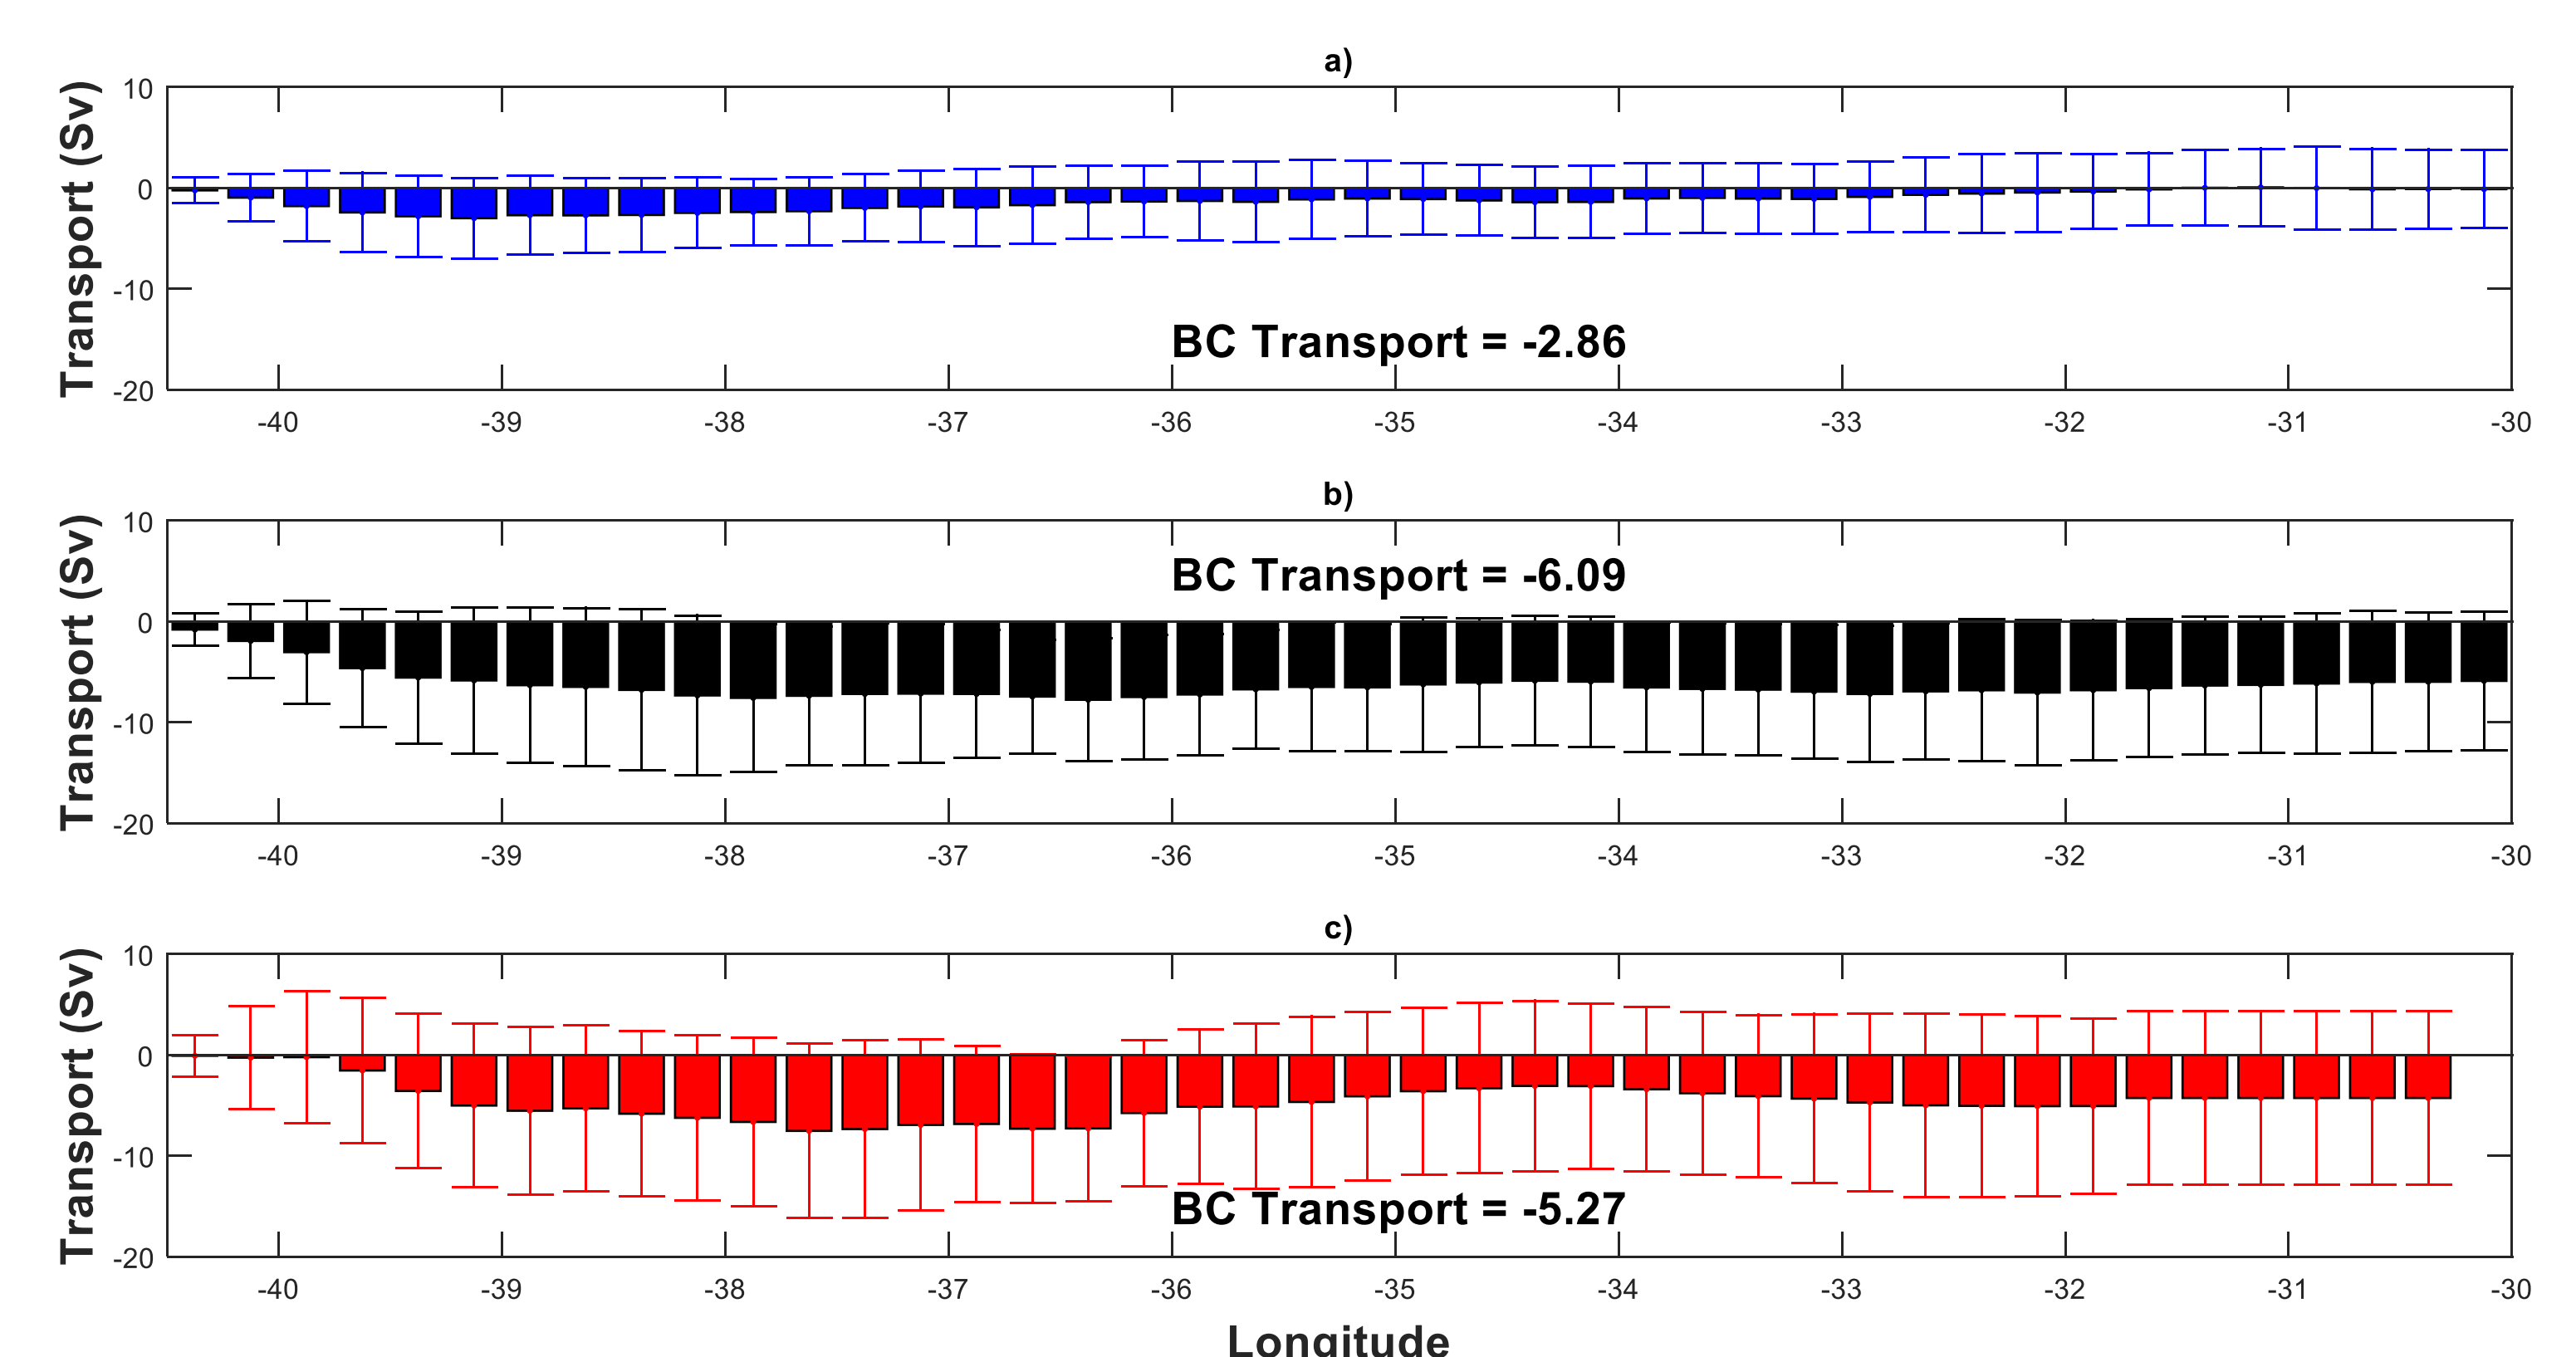 a)
Transport (Sv)
10
0
-10
-20
BC Transport = -2.86
-40 -39 -38 -37 -36 -35 -34 -33 -32 -31 -30
b)
Transport (Sv)
10
0
-10
-20
BC Transport = -6.09
-40 -39 -38 -37 -36 -35 -34 -33 -32 -31 -30
c)
Transport (Sv)
10
0
-10
-20
BC Transport = -5.27
-40 -39 -38 -37 -36 -35 -34 -33 -32 -31 -30
Longitude